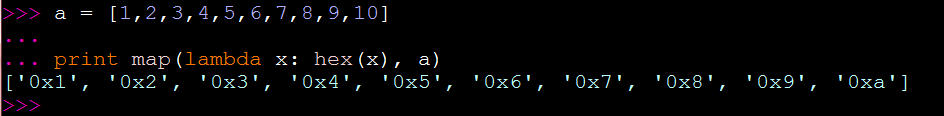 >>> a = [1,2,3,4,5,6,7,8,9,10]
...
... print map(lambda x: hex(x), a)
['0x1', '0x2', '0x3', '0x4', '0x5', '0x6', '0x7', '0x8', '0x9', '0xa']
>>>